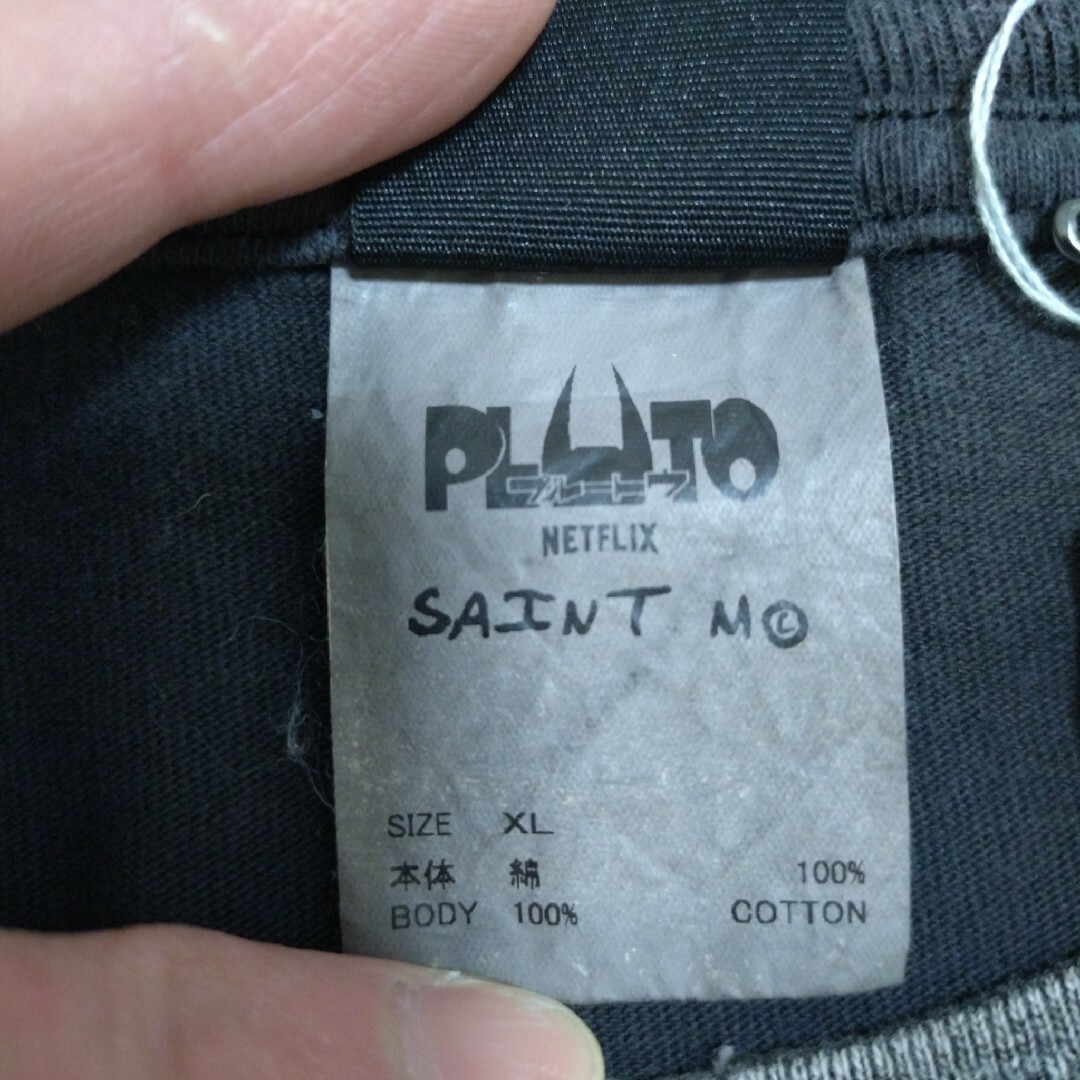 PLUTO
プルートウ
NETFLIX
SAINT M©
SIZE XL
本体 綿 100%
BODY 100% COTTON